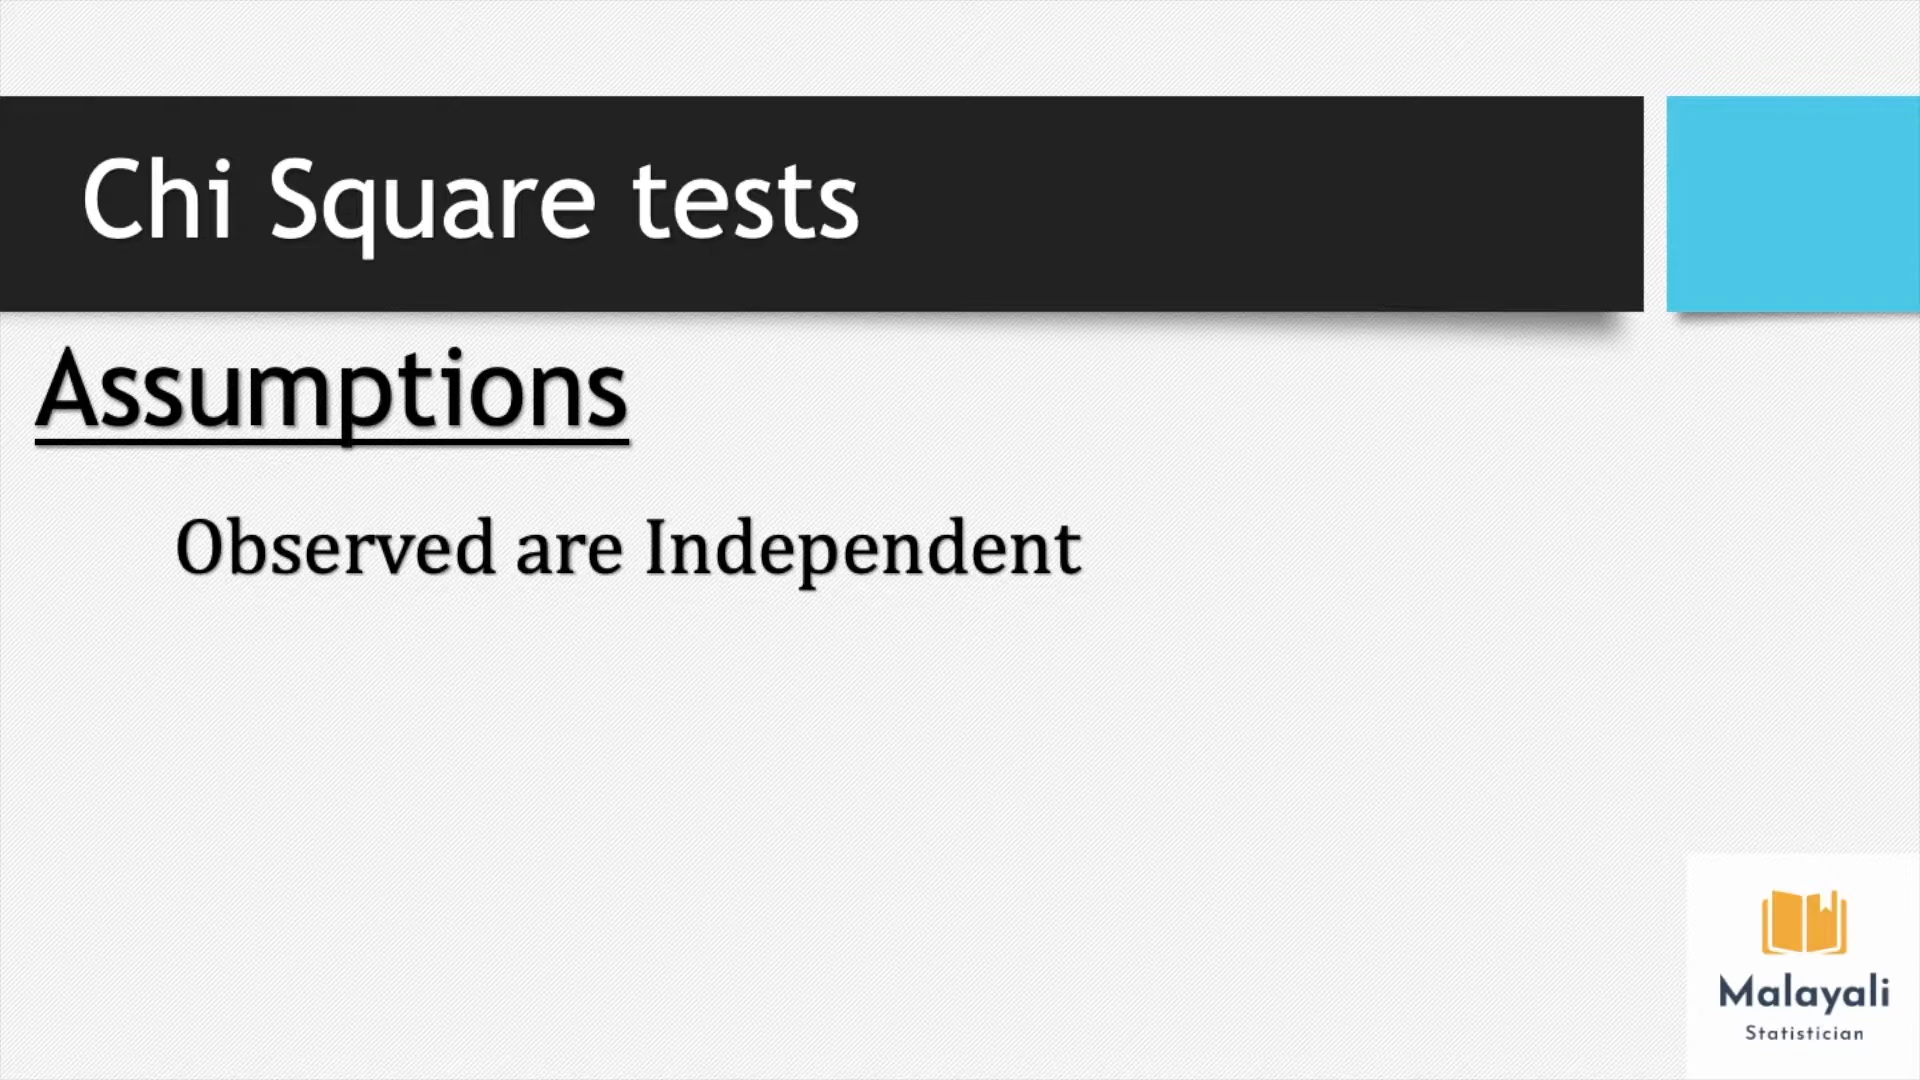 Chi Square tests
Assumptions
Observed are Independent
Malayali
Statistician